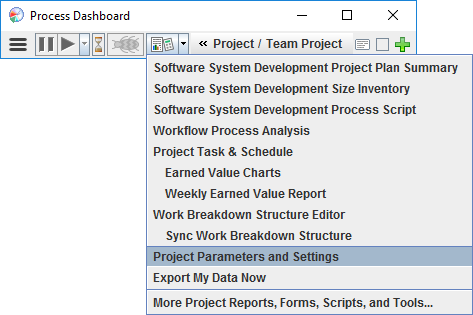 Process Dashboard
« Project / Team Project
Software System Development Project Plan Summary
Software System Development Size Inventory
Software System Development Process Script
Workflow Process Analysis
Project Task & Schedule
Earned Value Charts
Weekly Earned Value Report
Work Breakdown Structure Editor
Sync Work Breakdown Structure
Project Parameters and Settings
Export My Data Now
More Project Reports, Forms, Scripts, and Tools...